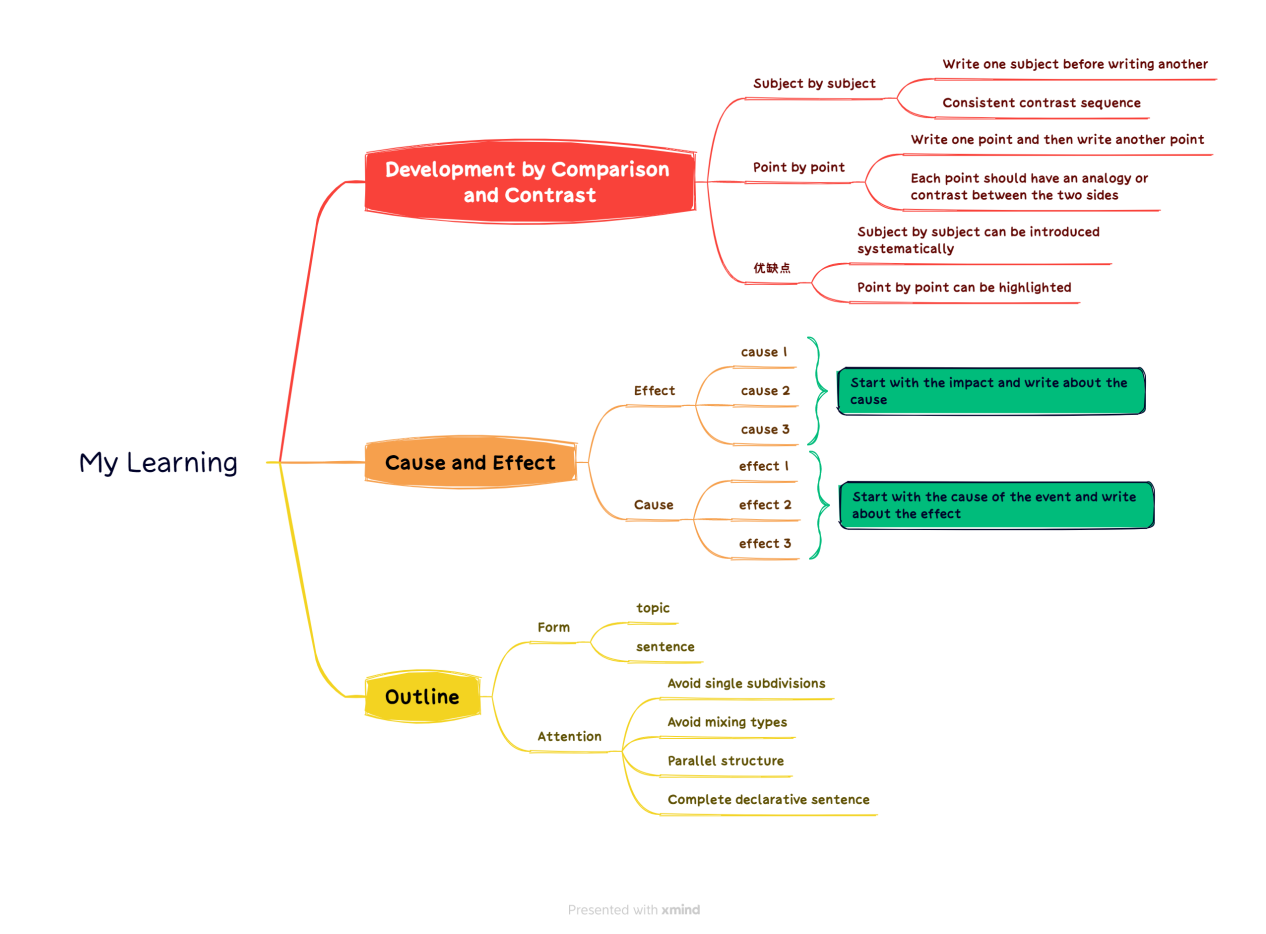 My Learning
Development by Comparison
and Contrast
Subject by subject
Write one subject before writing another
Consistent contrast sequence
Point by point
Write one point and then write another point
Each point should have an analogy or
contrast between the two sides
优缺点
Subject by subject can be introduced
systematically
Point by point can be highlighted
Cause and Effect
Effect
cause 1
cause 2
cause 3
Start with the impact and write about the
cause
Cause
effect 1
effect 2
effect 3
Start with the cause of the event and write
about the effect
Outline
Form
topic
sentence
Attention
Avoid single subdivisions
Avoid mixing types
Parallel structure
Complete declarative sentence
Presented with xmind